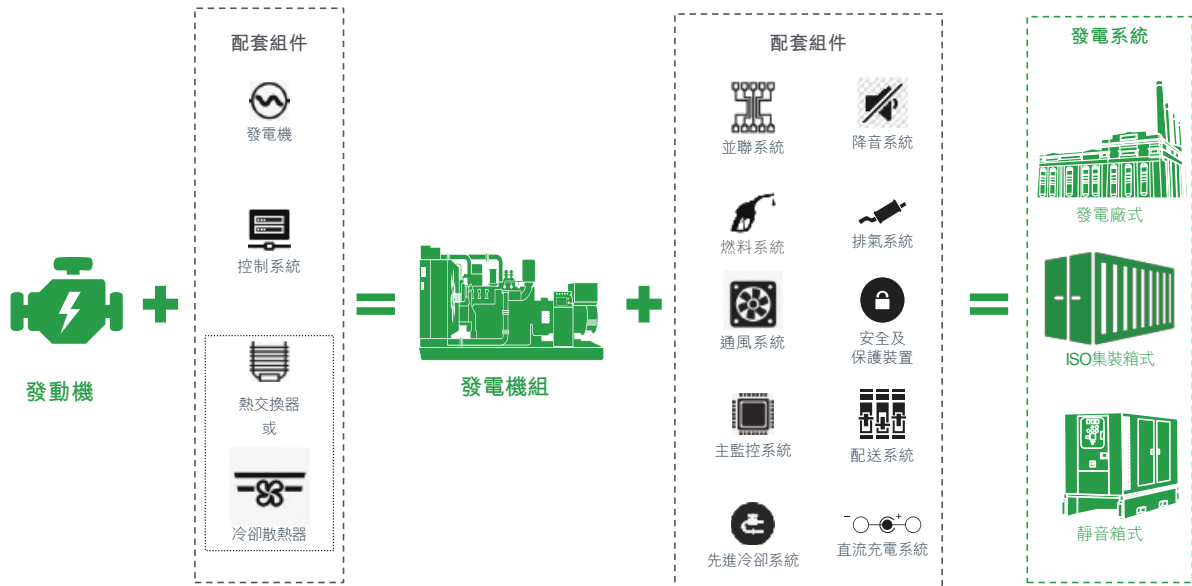 發動機
配套組件
發電機
控制系統
熱交換器
或
冷卻散熱器
發電機組
配套組件
並聯系統
降音系統
燃料系統
排氣系統
通風系統
安全及
保護裝置
主監控系統
配送系統
先進冷卻系統
直流充電系統
發電系統
發電廠式
ISO集裝箱式
靜音箱式